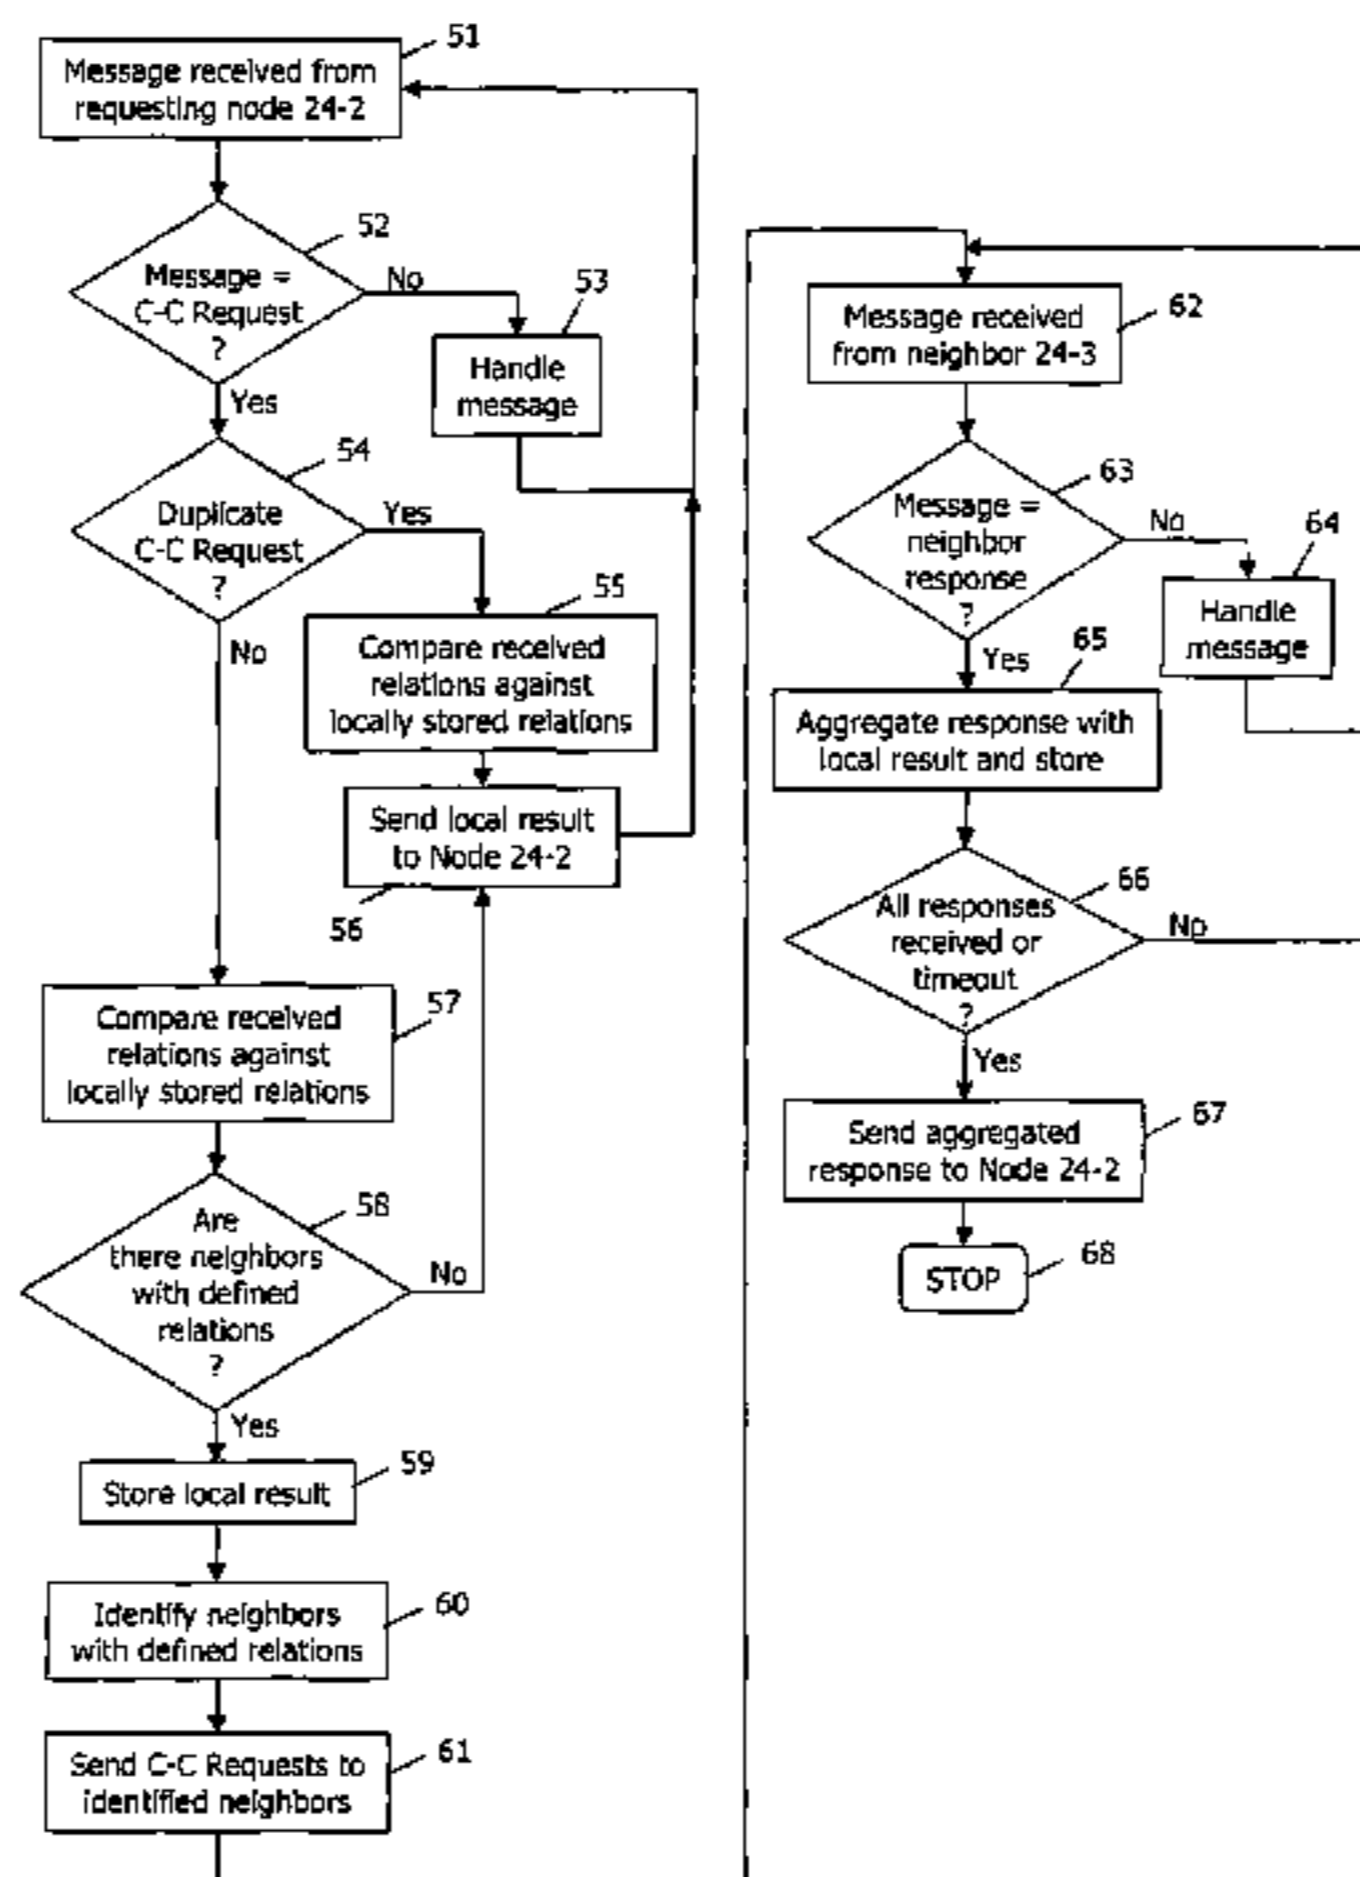 51
Message received from
requesting node 24-2
52
Message =
C-C Request
?
No
53
Handle
message
Yes
54
Duplicate
C-C Request
?
Yes
55
Compare received
relations against
locally stored relations
No
Send local result
to Node 24-2
56
57
Compare received
relations against
locally stored relations
58
Are
there neighbors
with defined
relations
?
No
Yes
59
Store local result
60
Identify neighbors
with defined relations
61
Send C-C Requests to
identified neighbors
62
Message received
from neighbor 24-3
63
Message =
neighbor
response
?
No
64
Handle
message
Yes
65
Aggregate response with
local result and store
66
All responses
received or
timeout
?
No
Yes
67
Send aggregated
response to Node 24-2
68
STOP